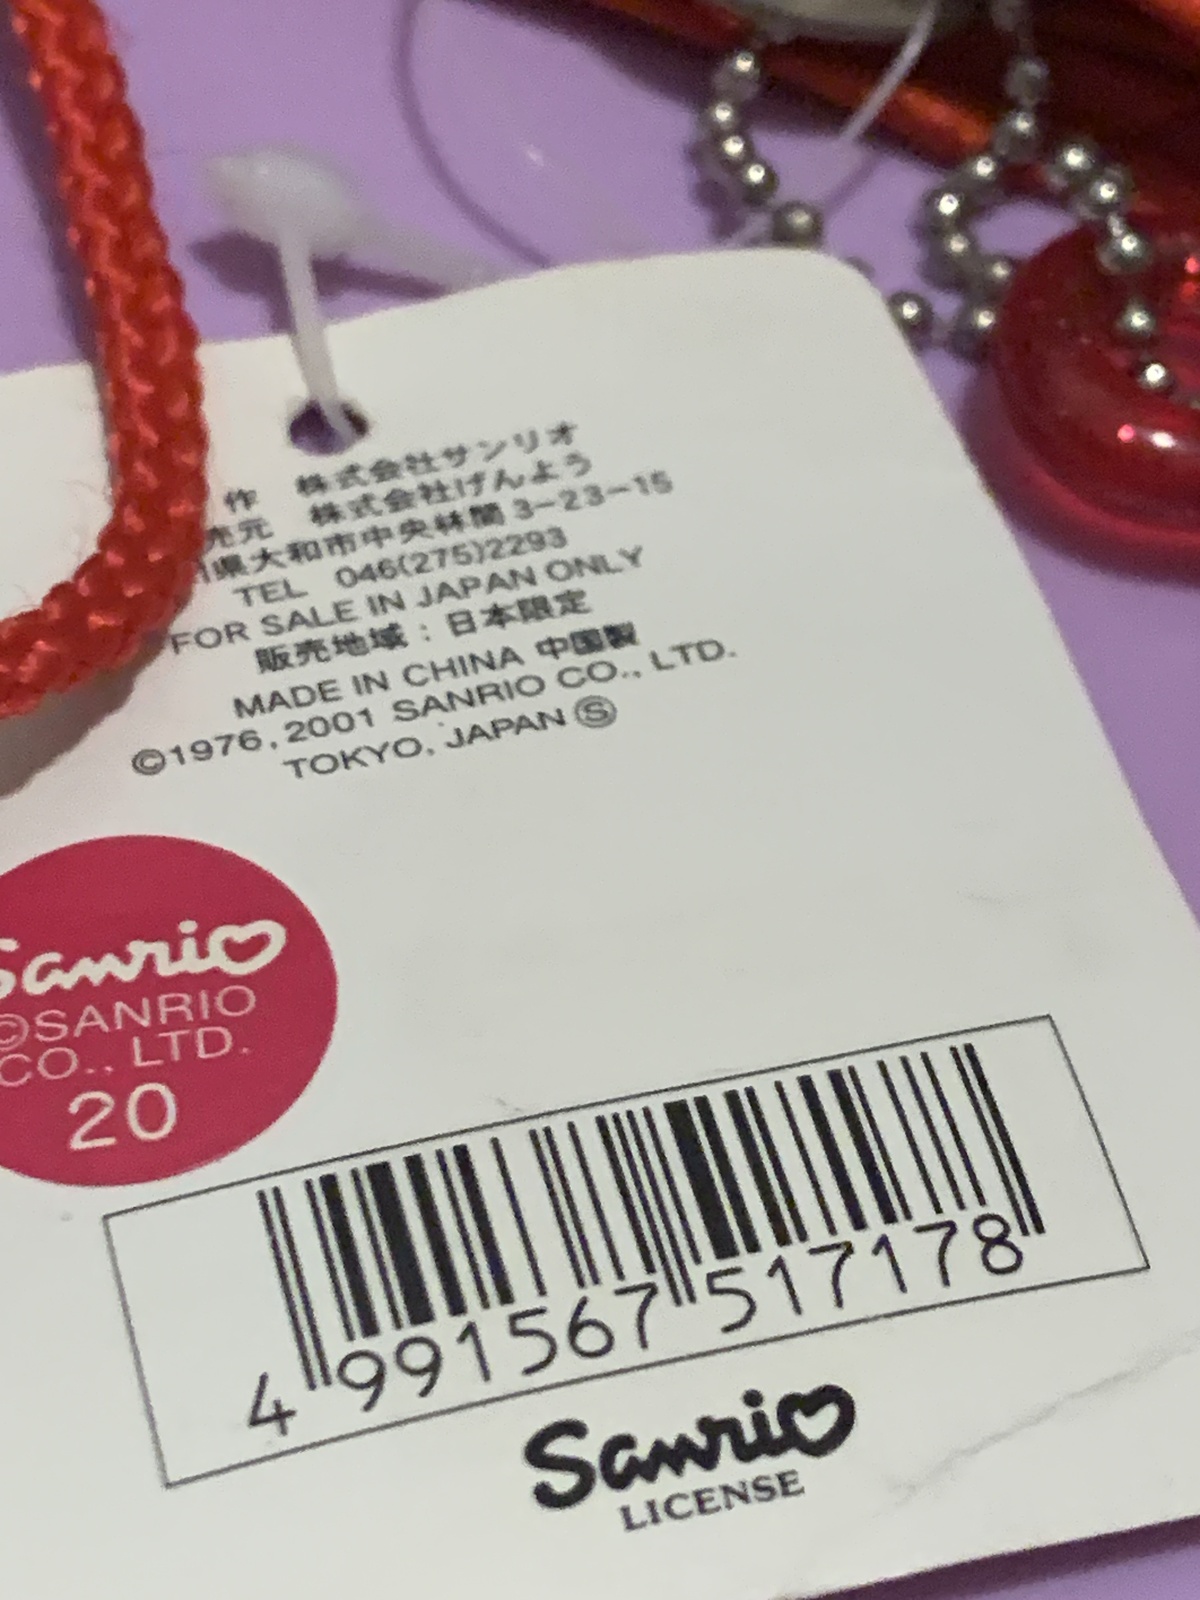 作 株式会社サンリオ
売元 株式会社げんよう
川県大和市中央林間 3-23-15
TEL 046(275)2293
FOR SALE IN JAPAN ONLY
販売地域：日本限定
MADE IN CHINA 中国製
©1976, 2001 SANRIO CO., LTD.
TOKYO, JAPAN Ⓢ
Sanrio
©SANRIO
CO., LTD.
20
4991567517178
Sanrio
LICENSE